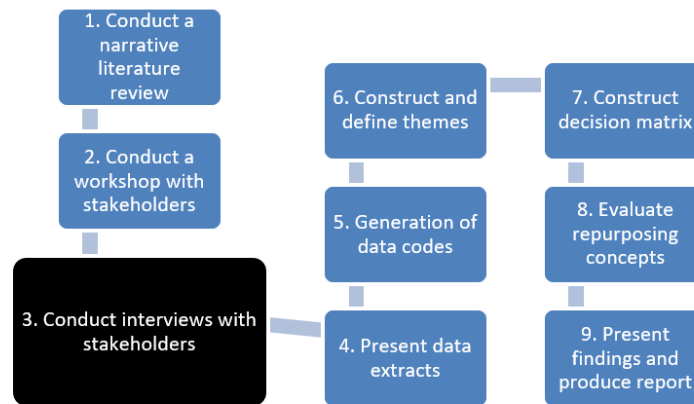 1. Conduct a
narrative
literature
review
2. Conduct a
workshop with
stakeholders
3. Conduct interviews with
stakeholders
4. Present data
extracts
5. Generation of
data codes
6. Construct and
define themes
7. Construct
decision matrix
8. Evaluate
repurposing
concepts
9. Present
findings and
produce report